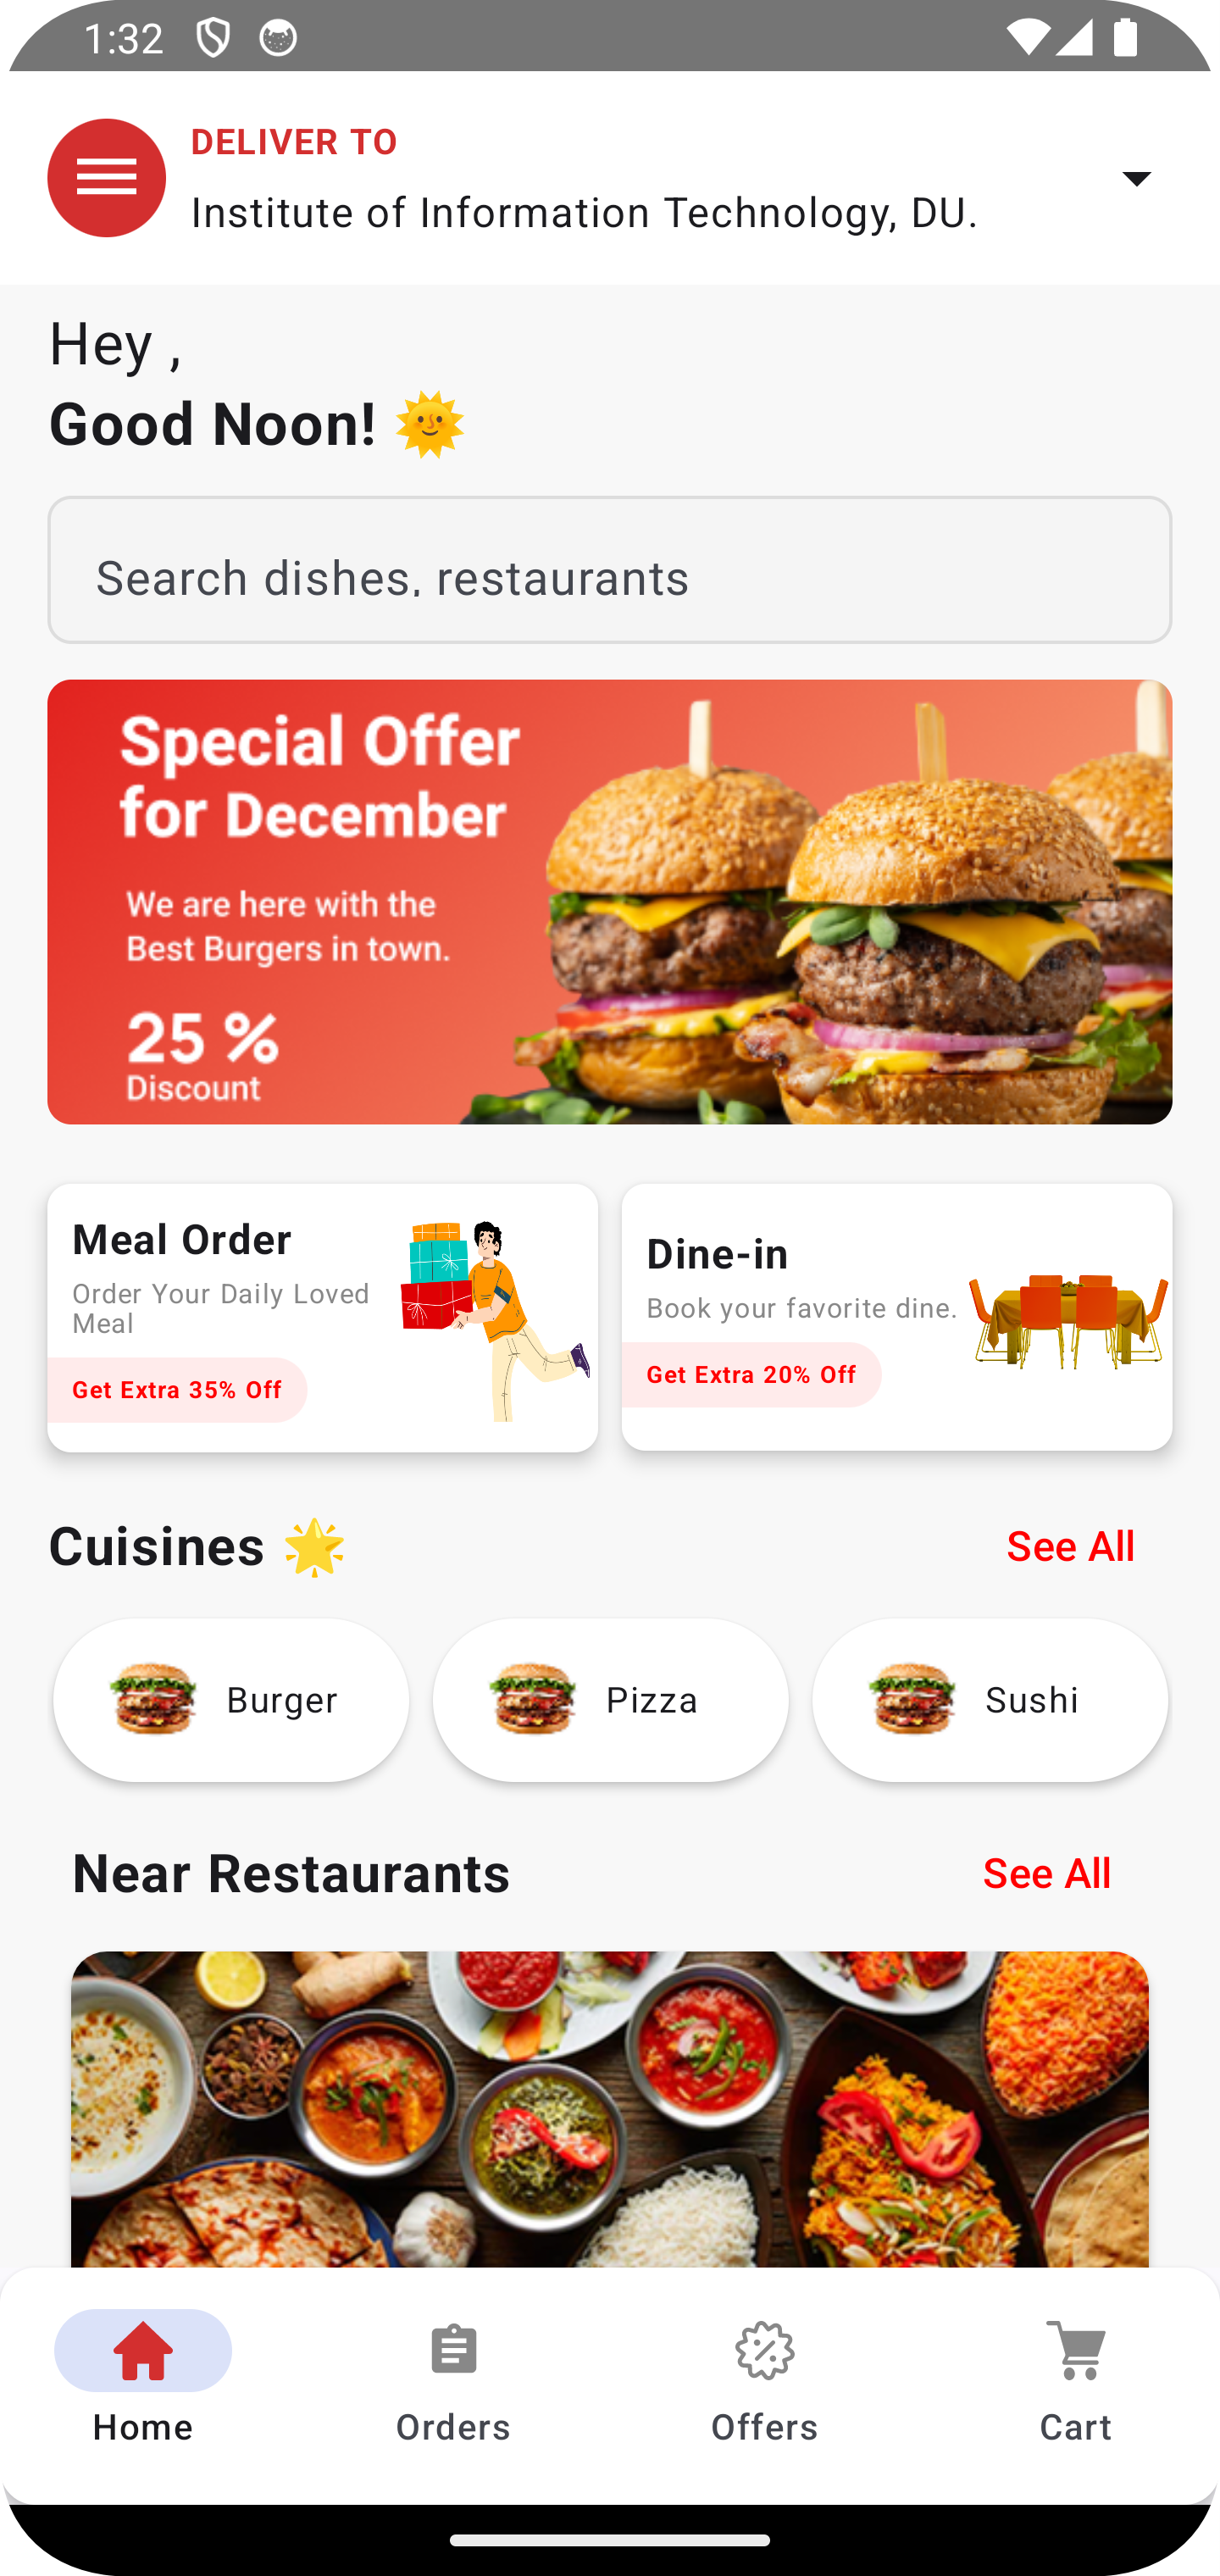 1:32
DELIVER TO
Institute of Information Technology, DU.
Hey ,
Good Noon! 🌞
Search dishes, restaurants
Special Offer
for December
We are here with the
Best Burgers in town.
25 %
Discount
Meal Order
Order Your Daily Loved
Meal
Get Extra 35% Off
Dine-in
Book your favorite dine.
Get Extra 20% Off
Cuisines 🌟
See All
Burger
Pizza
Sushi
Near Restaurants
See All
Home
Orders
Offers
Cart